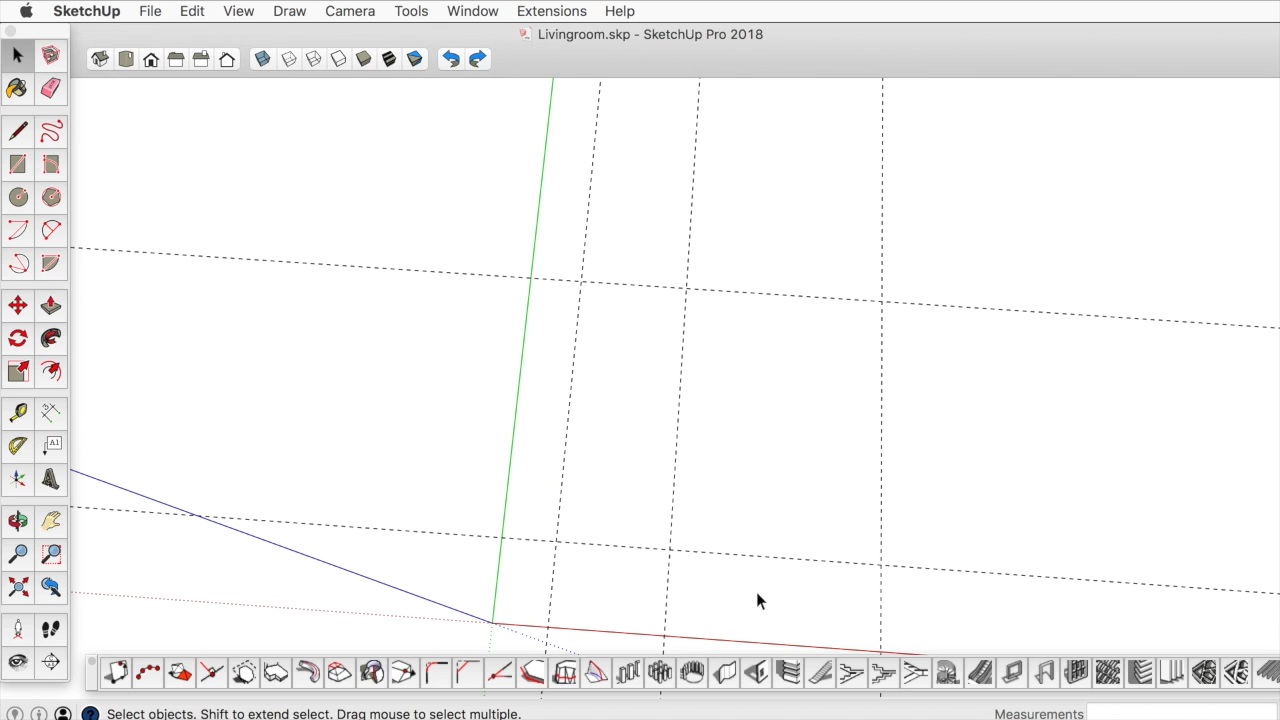 SketchUp File Edit View Draw Camera Tools Window Extensions Help
Livingroom.skp - SketchUp Pro 2018
A1
Select objects. Shift to extend select. Drag mouse to select multiple.
Measurements